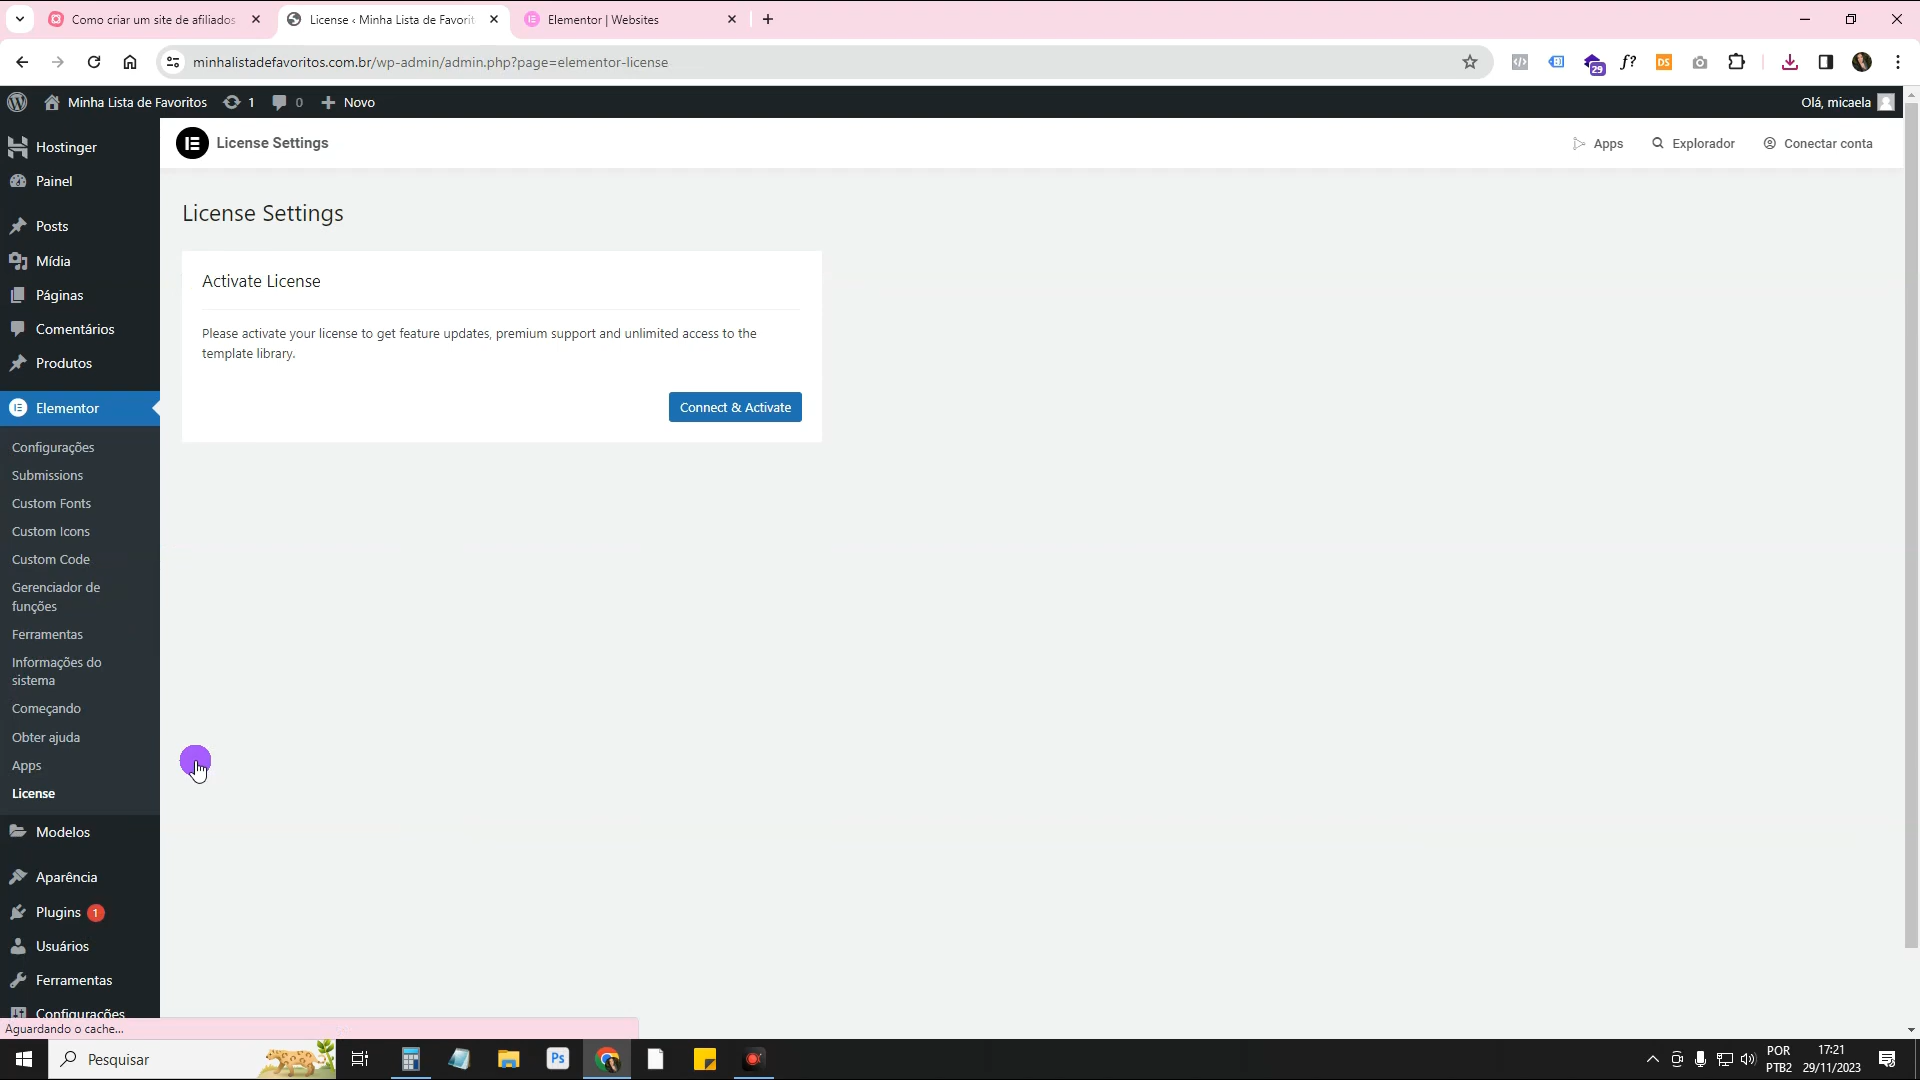 Como criar um site de afiliados
License ‹ Minha Lista de Favorit
Elementor | Websites
minhalistadefavoritos.com.br/wp-admin/admin.php?page=elementor-license
29
f?
DS
Minha Lista de Favoritos
1
0
Novo
Olá, micaela
Hostinger
License Settings
Apps
Explorador
Conectar conta
Painel
Posts
Mídia
Páginas
Comentários
Produtos
Elementor
Configurações
Submissions
Custom Fonts
Custom Icons
Custom Code
Gerenciador de
funções
Ferramentas
Informações do
sistema
Começando
Obter ajuda
Apps
License
Modelos
Aparência
Plugins 1
Usuários
Ferramentas
Configurações
License Settings
Activate License
Please activate your license to get feature updates, premium support and unlimited access to the
template library.
Connect & Activate
Aguardando o cache...
Pesquisar
Ps
POR
PTB2
17:21
29/11/2023